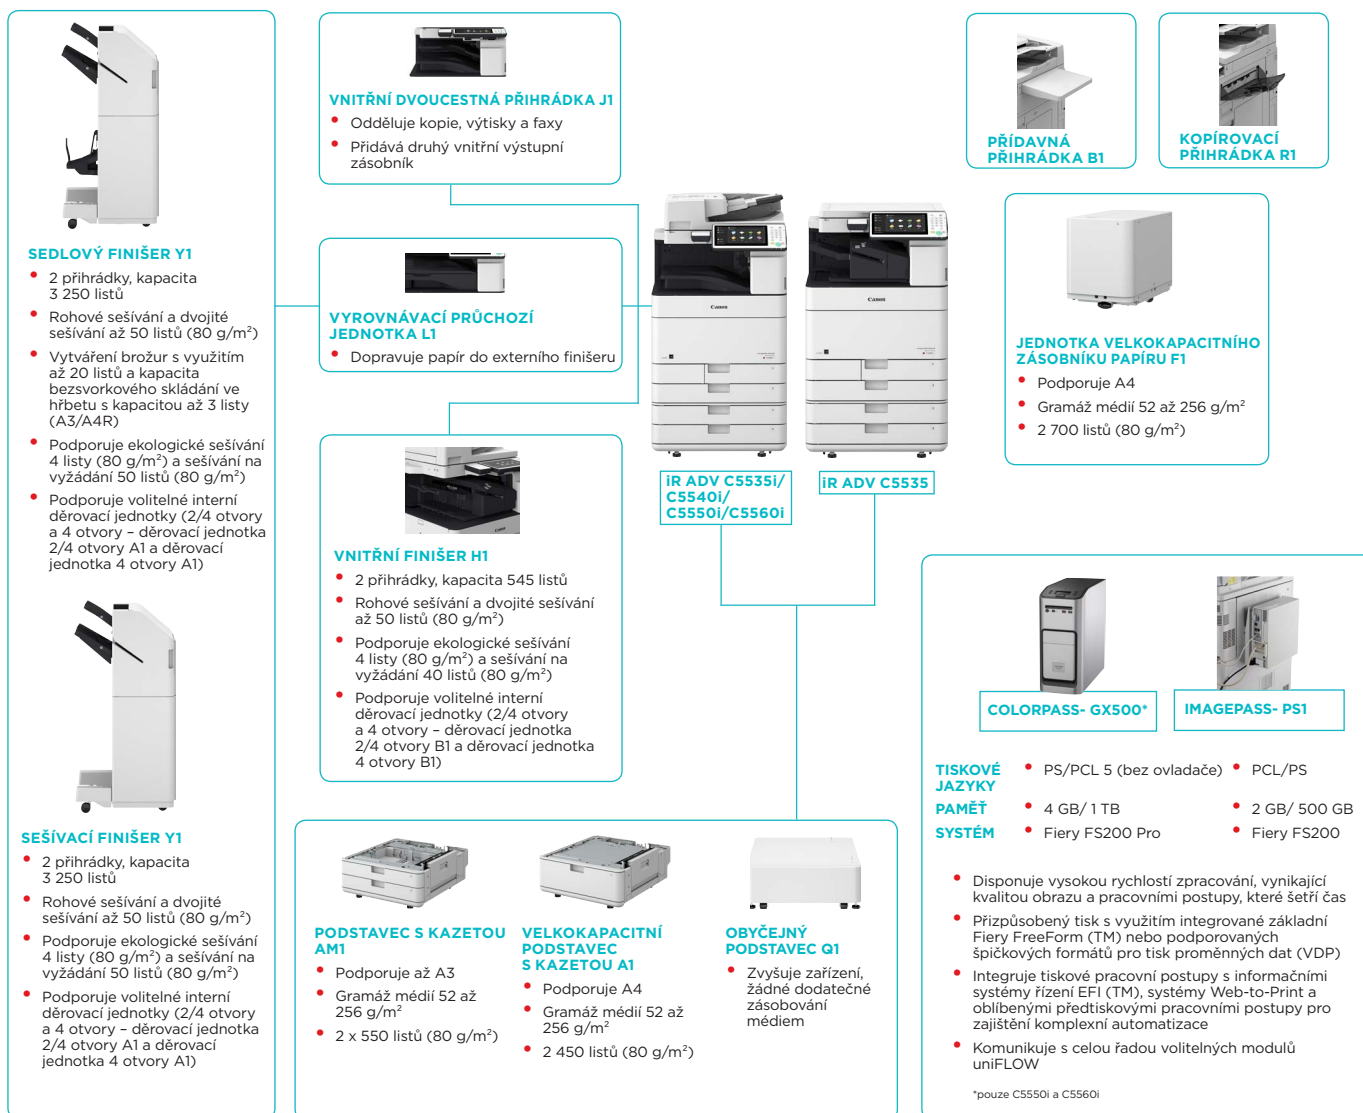 SEDLOVÝ FINIŠER Y1
• 2 přihrádky, kapacita
3 250 listů
• Rohové sešívání a dvojité
sešívání až 50 listů (80 g/m²)
• Vytváření brožur s využitím
až 20 listů a kapacita
bezsvorkového skládání ve
hřbetu s kapacitou až 3 listy
(A3/A4R)
• Podporuje ekologické sešívání
4 listy (80 g/m²) a sešívání na
vyžádání 50 listů (80 g/m²)
• Podporuje volitelné interní
děrovací jednotky (2/4 otvory
a 4 otvory – děrovací jednotka
2/4 otvory A1 a děrovací
jednotka 4 otvory A1)
SEŠÍVACÍ FINIŠER Y1
• 2 přihrádky, kapacita
3 250 listů
• Rohové sešívání a dvojité
sešívání až 50 listů (80 g/m²)
• Podporuje ekologické sešívání
4 listy (80 g/m²) a sešívání na
vyžádání 50 listů (80 g/m²)
• Podporuje volitelné interní
děrovací jednotky (2/4 otvory
a 4 otvory – děrovací jednotka
2/4 otvory A1 a děrovací
jednotka 4 otvory A1)
VNITŘNÍ DVOUCESTNÁ PŘIHRÁDKA J1
• Odděluje kopie, výtisky a faxy
• Přidává druhý vnitřní výstupní
zásobník
VYROVNÁVACÍ PRŮCHOZÍ
JEDNOTKA L1
• Dopravuje papír do externího finišeru
VNITŘNÍ FINIŠER H1
• 2 přihrádky, kapacita 545 listů
• Rohové sešívání a dvojité sešívání
až 50 listů (80 g/m²)
• Podporuje ekologické sešívání
4 listy (80 g/m²) a sešívání na
vyžádání 40 listů (80 g/m²)
• Podporuje volitelné interní
děrovací jednotky (2/4 otvory
a 4 otvory – děrovací jednotka
2/4 otvory B1 a děrovací jednotka
4 otvory B1)
Canon
Canon
iR ADV C5535i/
C5540i/
C5550i/C5560i
iR ADV C5535
PŘÍDAVNÁ
PŘIHRÁDKA B1
KOPÍROVACÍ
PŘIHRÁDKA R1
JEDNOTKA VELKOKAPACITNÍHO
ZÁSOBNÍKU PAPÍRU F1
• Podporuje A4
• Gramáž médií 52 až 256 g/m²
• 2 700 listů (80 g/m²)
PODSTAVEC S KAZETOU
AM1
• Podporuje až A3
• Gramáž médií 52 až
256 g/m²
• 2 x 550 listů (80 g/m²)
VELKOKAPACITNÍ
PODSTAVEC
S KAZETOU A1
• Podporuje A4
• Gramáž médií 52 až
256 g/m²
• 2 450 listů (80 g/m²)
OBYČEJNÝ
PODSTAVEC Q1
• Zvyšuje zařízení,
žádné dodatečné
zásobování
médiem
COLORPASS- GX500*
IMAGEPASS- PS1
TISKOVÉ
JAZYKY
• PS/PCL 5 (bez ovladače) • PCL/PS
PAMĚŤ • 4 GB/ 1 TB • 2 GB/ 500 GB
SYSTÉM • Fiery FS200 Pro • Fiery FS200
• Disponuje vysokou rychlostí zpracování, vynikající
kvalitou obrazu a pracovními postupy, které šetří čas
• Přizpůsobený tisk s využitím integrované základní
Fiery FreeForm (TM) nebo podporovaných
špičkových formátů pro tisk proměnných dat (VDP)
• Integruje tiskové pracovní postupy s informačními
systémy řízení EFI (TM), systémy Web-to-Print a
oblíbenými předtiskovými pracovními postupy pro
zajištění komplexní automatizace
• Komunikuje s celou řadou volitelných modulů
uniFLOW
*pouze C5550i a C5560i